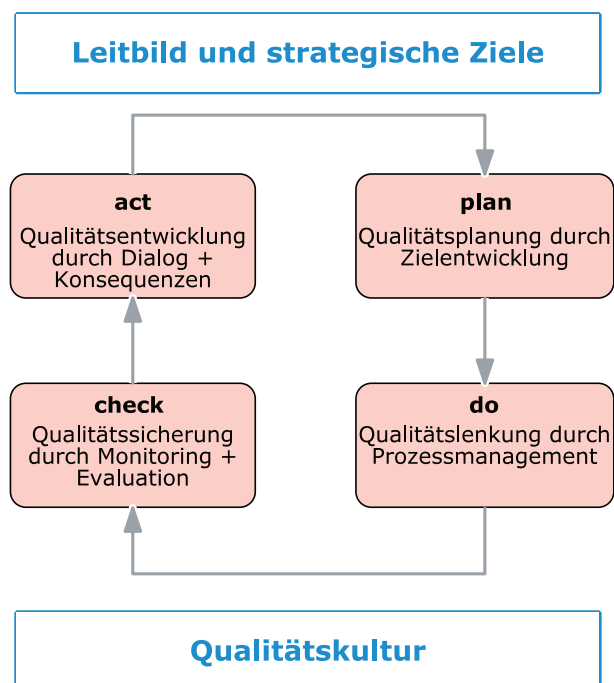 Leitbild und strategische Ziele
act
Qualitätsentwicklung
durch Dialog +
Konsequenzen
plan
Qualitätsplanung durch
Zielentwicklung
check
Qualitätssicherung
durch Monitoring +
Evaluation
do
Qualitätslenkung durch
Prozessmanagement
Qualitätskultur